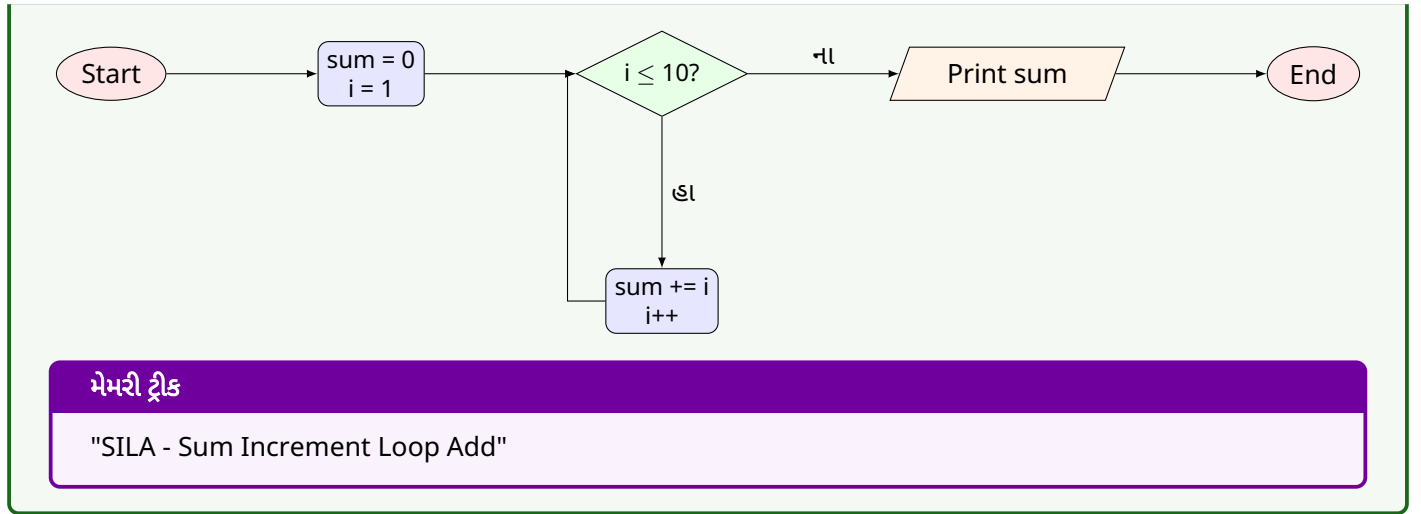 Start
sum = 0
i = 1
i ≤ 10?
ના
Print sum
End
હા
sum += i
i++
મેમરી ટ્રીક
"SILA - Sum Increment Loop Add"